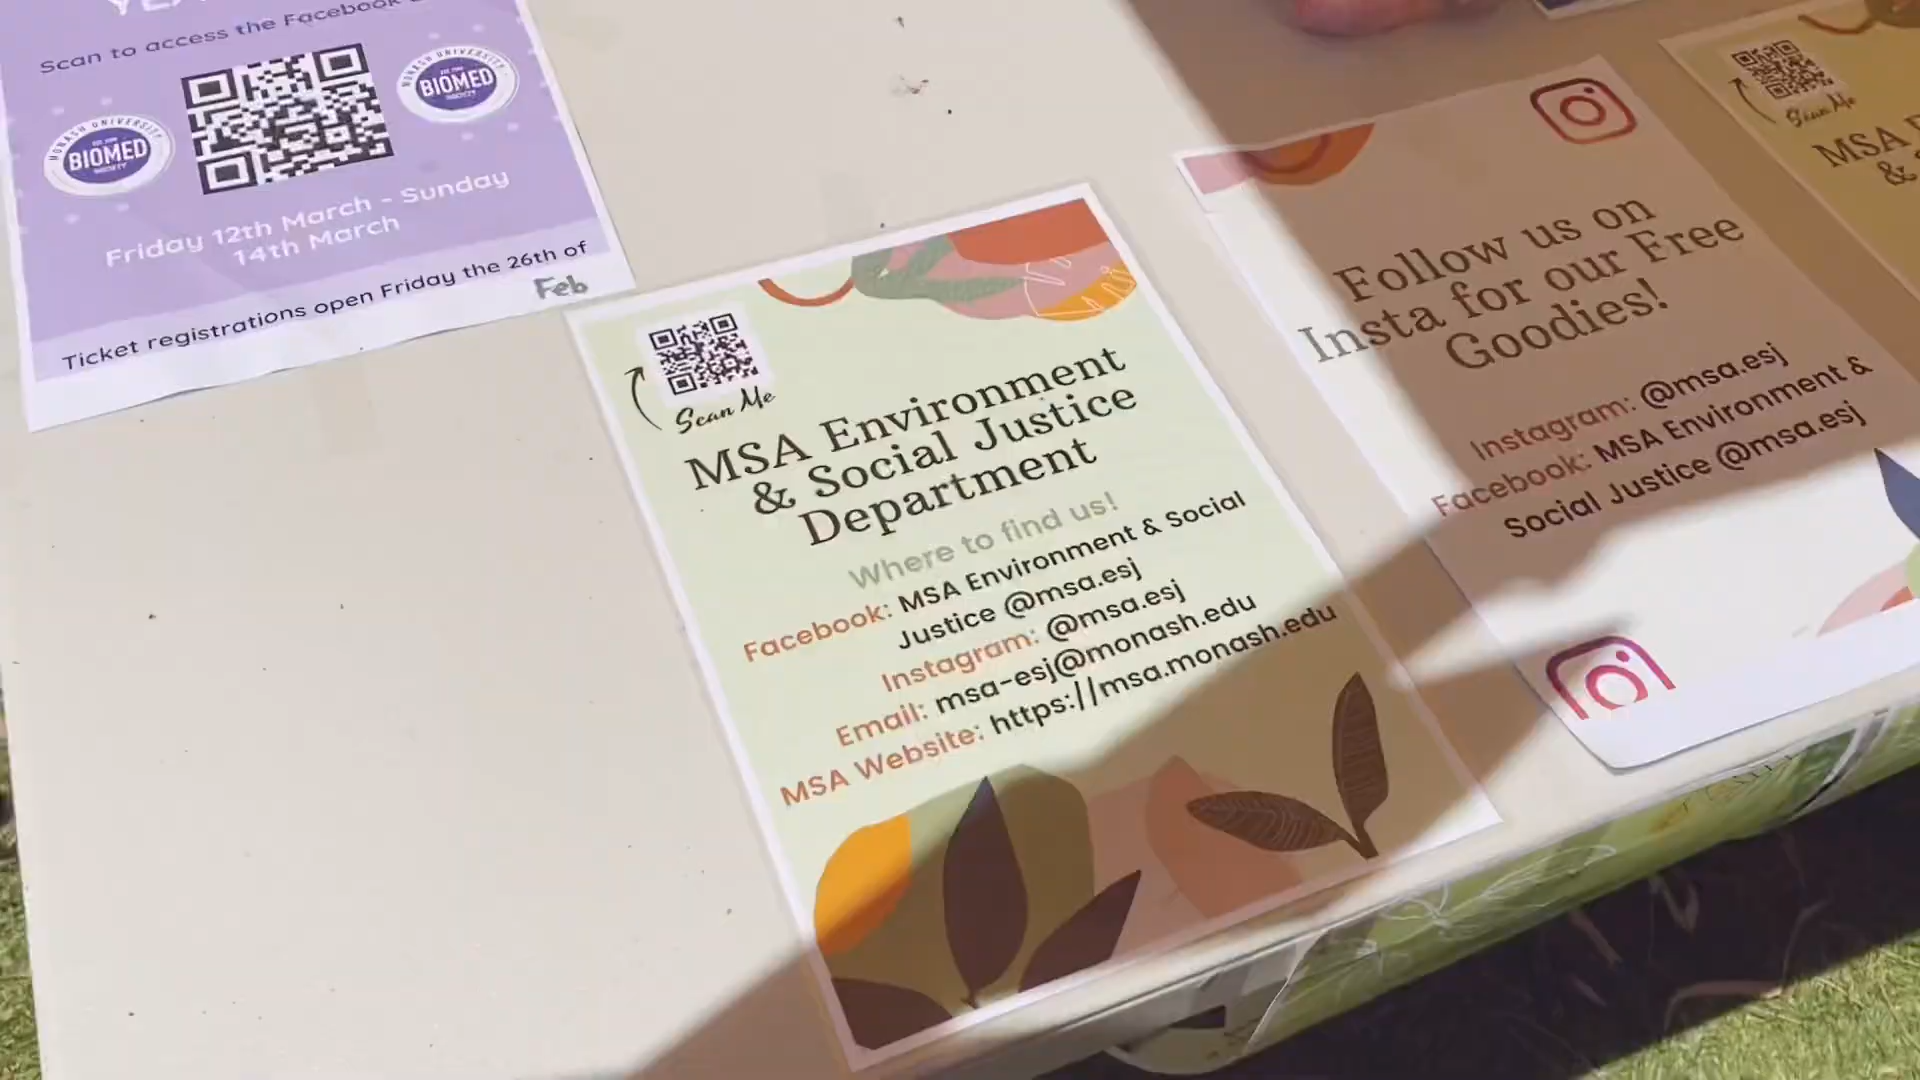 Scan to access the Facebook
MONASH UNIVERSITY
BIOMED
SOCIETY
MONASH UNIVERSITY
BIOMED
SOCIETY
Friday 12th March - Sunday
14th March
Ticket registrations open Friday the 26th of
Feb
Scan Me
MSA Environment
& Social Justice
Department
Where to find us!
Facebook: MSA Environment & Social
Justice @msa.esj
Instagram: @msa.esj
Email: msa-esj@monash.edu
MSA Website: https://msa.monash.edu
Follow us on
Insta for our Free
Goodies!
Instagram: @msa.esj
Facebook: MSA Environment &
Social Justice @msa.esj
Scan Me
MSA
&